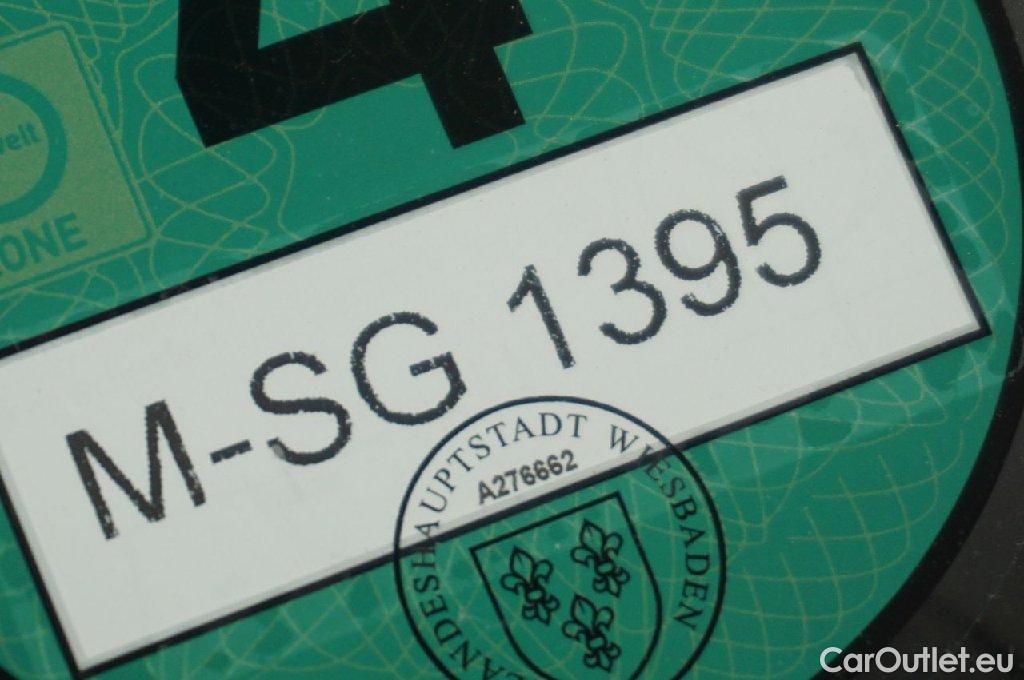 4
welt
ZONE
M-SG 1395
LANDESHAUPTSTADT WIESBADEN
A276662
CarOutlet.eu